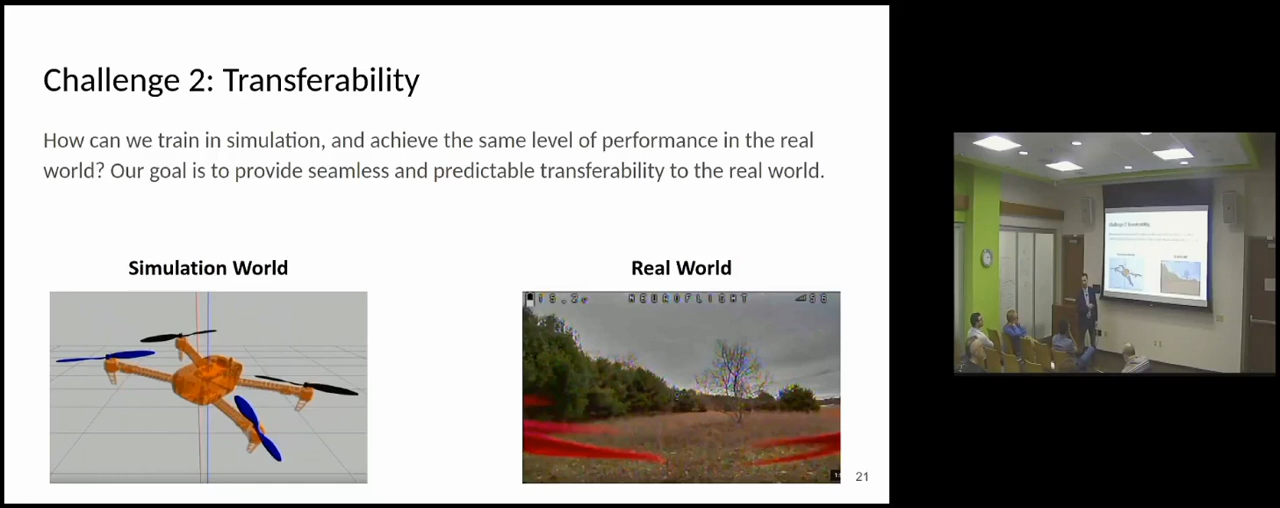 Challenge 2: Transferability
How can we train in simulation, and achieve the same level of performance in the real
world? Our goal is to provide seamless and predictable transferability to the real world.
Simulation World
Real World
NEUROFLIGHT
21